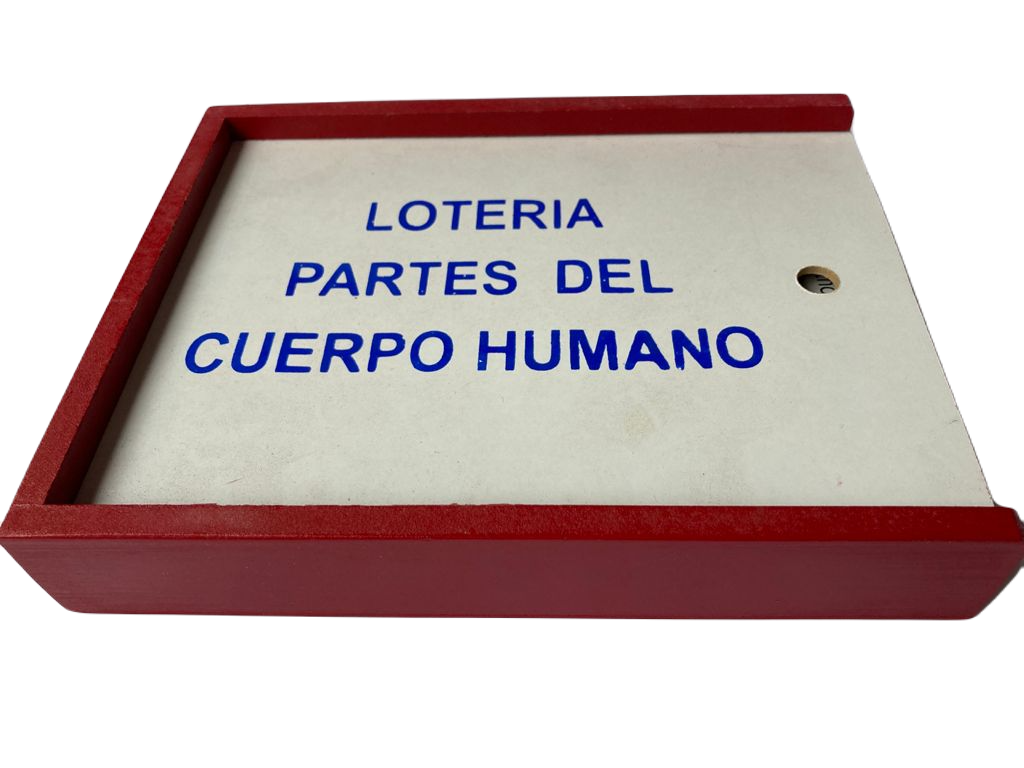 LOTERIA
PARTES DEL
CUERPO HUMANO